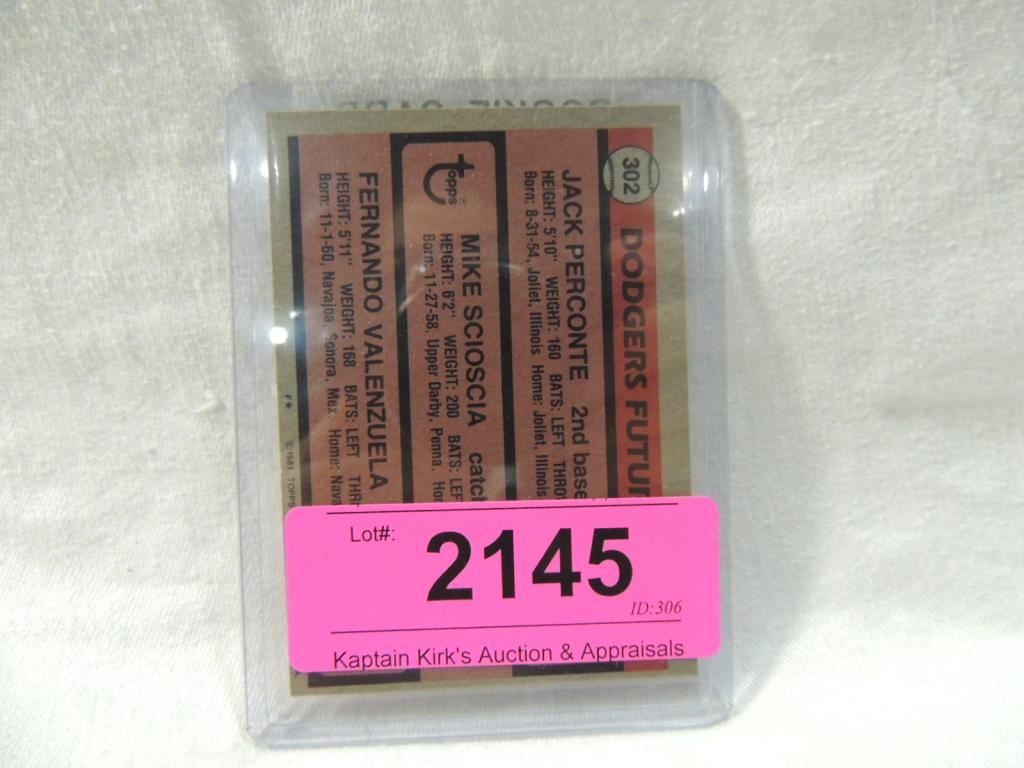 302 DODGERS FUTU
JACK PERCONTE 2nd base
HEIGHT: 5'10" WEIGHT: 160 BATS: LEFT THRO
Born: 8-31-54, Joliet, Illinois Home: Joliet, Illinois
Topps®
MIKE SCIOSCIA catch
HEIGHT: 6'2" WEIGHT: 200 BATS: LEF
Born: 11-27-58, Upper Darby, Penna. Hom
FERNANDO VALENZUELA
HEIGHT: 5'11" WEIGHT: 168 BATS: LEFT THR
Born: 11-1-60, Navajoa, Sonora, Mex. Home: Nava
F* ©1981 TOPPS
Lot#:
2145
ID:306
Kaptain Kirk's Auction & Appraisals